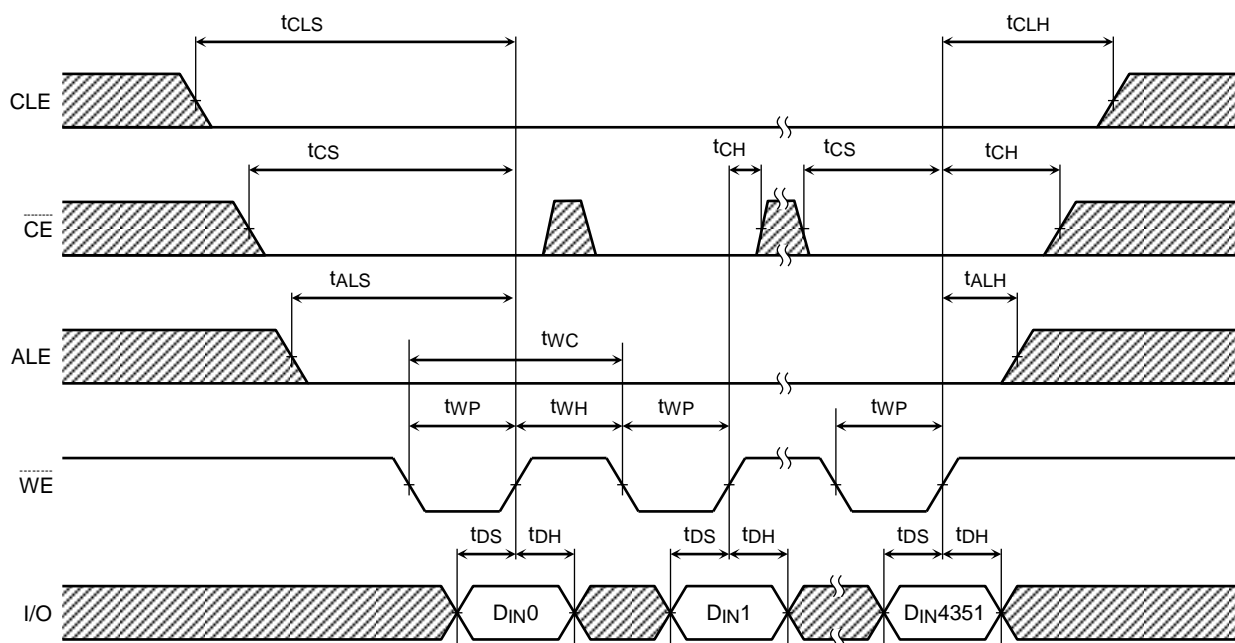 tCLS tCLH
CLE
tCS tCH tCS tCH
CE
tALS tALH
ALE
tWC
tWP tWH tWP tWP
WE
tDS tDH tDS tDH tDS tDH
I/O DIN0 DIN1 DIN4351